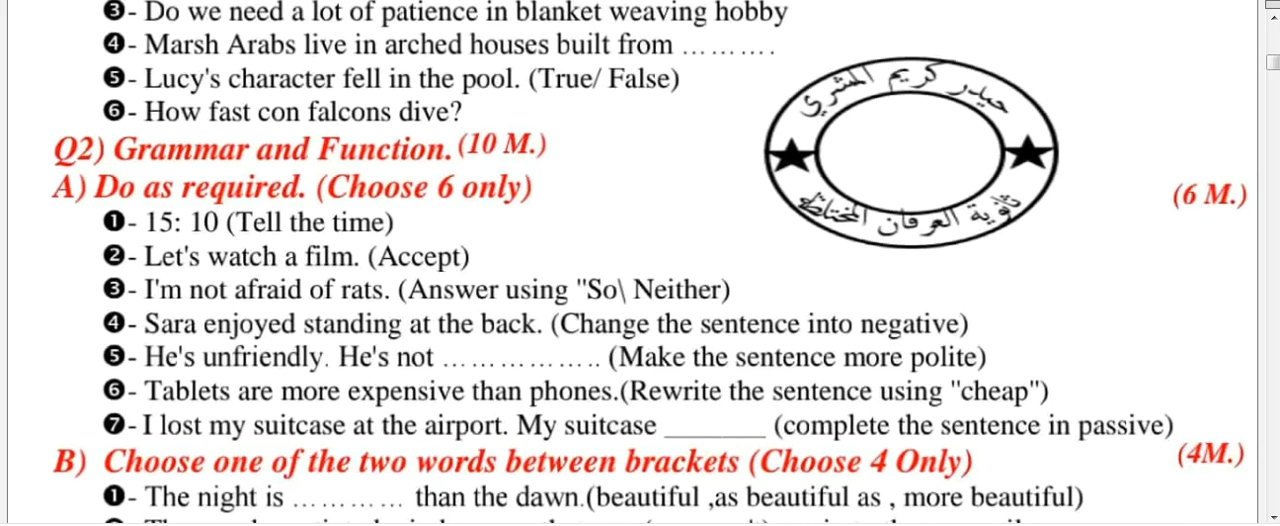 ❸- Do we need a lot of patience in blanket weaving hobby
❹- Marsh Arabs live in arched houses built from ……….
❺- Lucy's character fell in the pool. (True/ False)
❻- How fast con falcons dive?
حيدر كريم المشري
ثانوية العرفان المختلطة
Q2) Grammar and Function. (10 M.)
A) Do as required. (Choose 6 only) (6 M.)
❶- 15: 10 (Tell the time)
❷- Let's watch a film. (Accept)
❸- I'm not afraid of rats. (Answer using "So\ Neither)
❹- Sara enjoyed standing at the back. (Change the sentence into negative)
❺- He's unfriendly. He's not …………….. (Make the sentence more polite)
❻- Tablets are more expensive than phones.(Rewrite the sentence using "cheap")
❼- I lost my suitcase at the airport. My suitcase ________ (complete the sentence in passive)
B) Choose one of the two words between brackets (Choose 4 Only) (4M.)
❶- The night is ………… than the dawn.(beautiful ,as beautiful as , more beautiful)